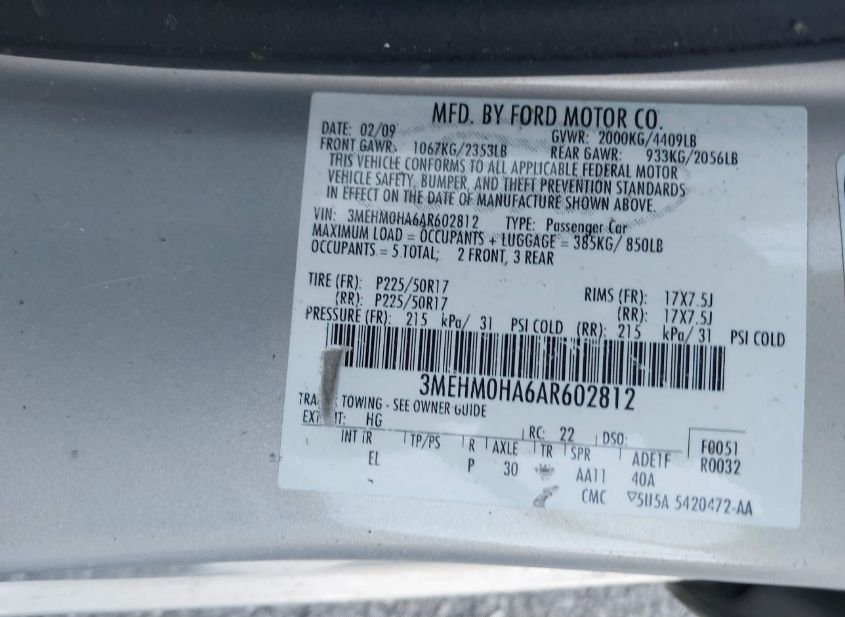 MFD. BY FORD MOTOR CO.
DATE: 02/09 GVWR: 2000KG/4409LB
FRONT GAWR: 1067KG/2353LB REAR GAWR: 933KG/2056LB
THIS VEHICLE CONFORMS TO ALL APPLICABLE FEDERAL MOTOR
VEHICLE SAFETY, BUMPER, AND THEFT PREVENTION STANDARDS
IN EFFECT ON THE DATE OF MANUFACTURE SHOWN ABOVE.
VIN: 3MEHM0HA6AR602812 TYPE: Passenger Car
MAXIMUM LOAD = OCCUPANTS + LUGGAGE = 385KG/ 850LB
OCCUPANTS = 5 TOTAL; 2 FRONT, 3 REAR
TIRE (FR): P225/50R17 RIMS (FR): 17X7.5J
(RR): P225/50R17 (RR): 17X7.5J
PRESSURE (FR): 215 kPa/ 31 PSI COLD (RR): 215 kPa/ 31 PSI COLD
3MEHM0HA6AR602812
TOWING - SEE OWNER GUIDE
HG RC: 22 DSO: F0051
INT TR TP/PS R AXLE TR SPR ADE1F R0032
EL P 30 AA11 40A
CMC 5U5A 5420472-AA